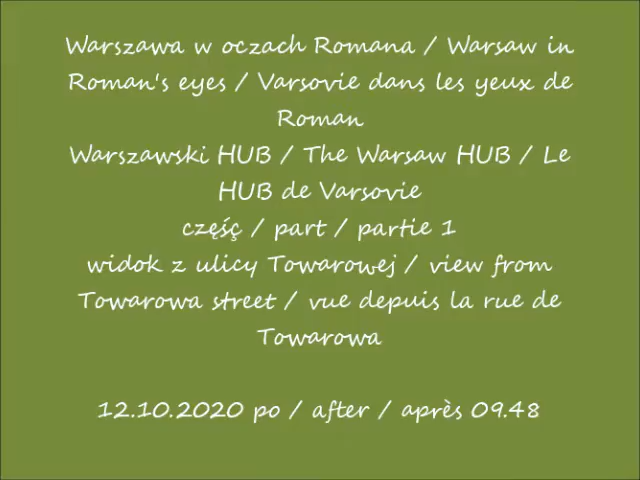 Warszawa w oczach Romana / Warsaw in
Roman's eyes / Varsovie dans les yeux de
Roman
Warszawski HUB / The Warsaw HUB / Le
HUB de Varsovie
częśç / part / partie 1
widok z ulicy Towarowej / view from
Towarowa street / vue depuis la rue de
Towarowa
12.10.2020 po / after / après 09.48